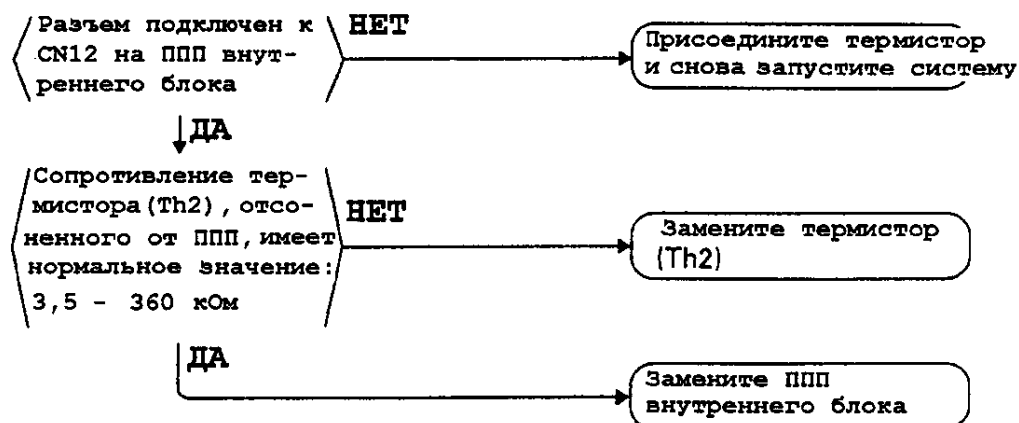 Разъем подключен к
CN12 на ППП внут-
реннего блока
НЕТ
Присоедините термистор
и снова запустите систему
ДА
Сопротивление тер-
мистора(Th2), отсо-
ненного от ППП, имеет
нормальное значение:
3,5 - 360 кОм
НЕТ
Замените термистор
(Th2)
ДА
Замените ППП
внутреннего блока